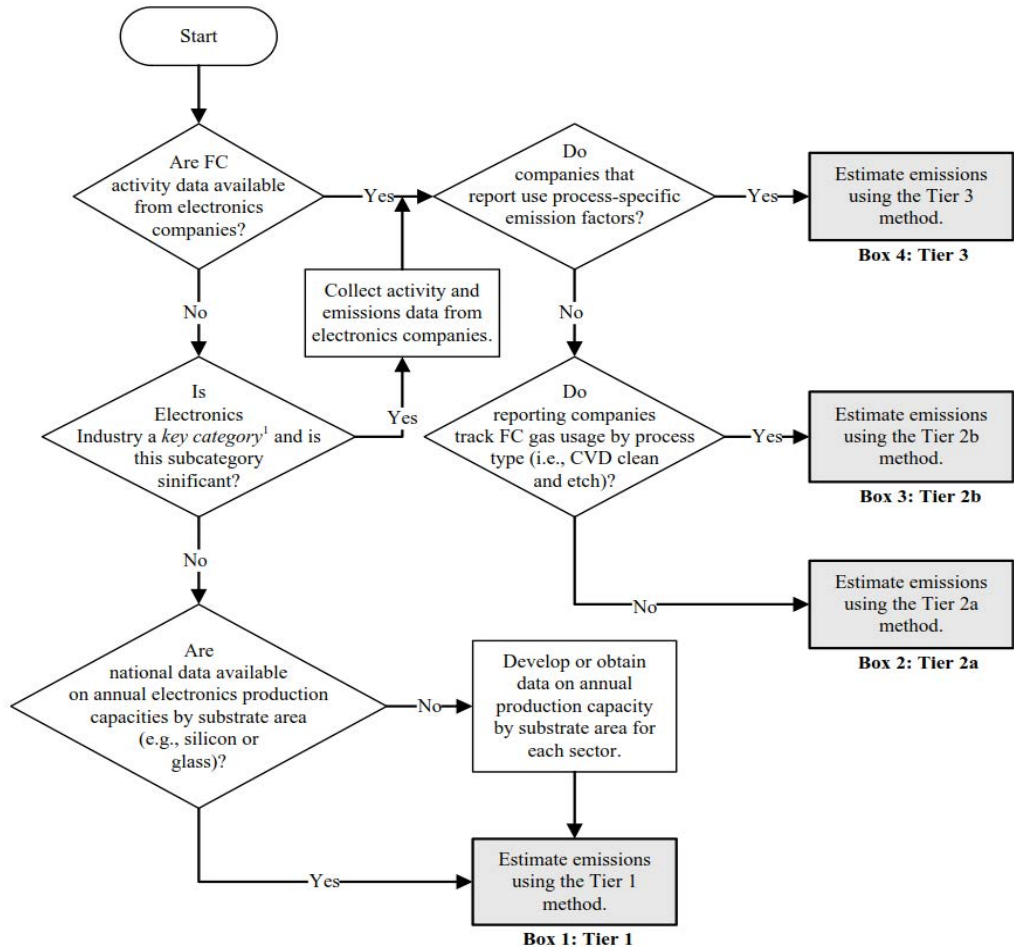 Start
Are FC
activity data available
from electronics
companies?
Yes
Do
companies that
report use process-specific
emission factors?
Yes
Estimate emissions
using the Tier 3
method.
Box 4: Tier 3
No
Collect activity and
emissions data from
electronics companies.
No
Is
Electronics
Industry a key category¹ and is
this subcategory
sinificant?
Yes
Do
reporting companies
track FC gas usage by process
type (i.e., CVD clean
and etch)?
Yes
Estimate emissions
using the Tier 2b
method.
Box 3: Tier 2b
No
No
Estimate emissions
using the Tier 2a
method.
Box 2: Tier 2a
Are
national data available
on annual electronics production
capacities by substrate area
(e.g., silicon or
glass)?
No
Develop or obtain
data on annual
production capacity
by substrate area for
each sector.
Yes
Estimate emissions
using the Tier 1
method.
Box 1: Tier 1